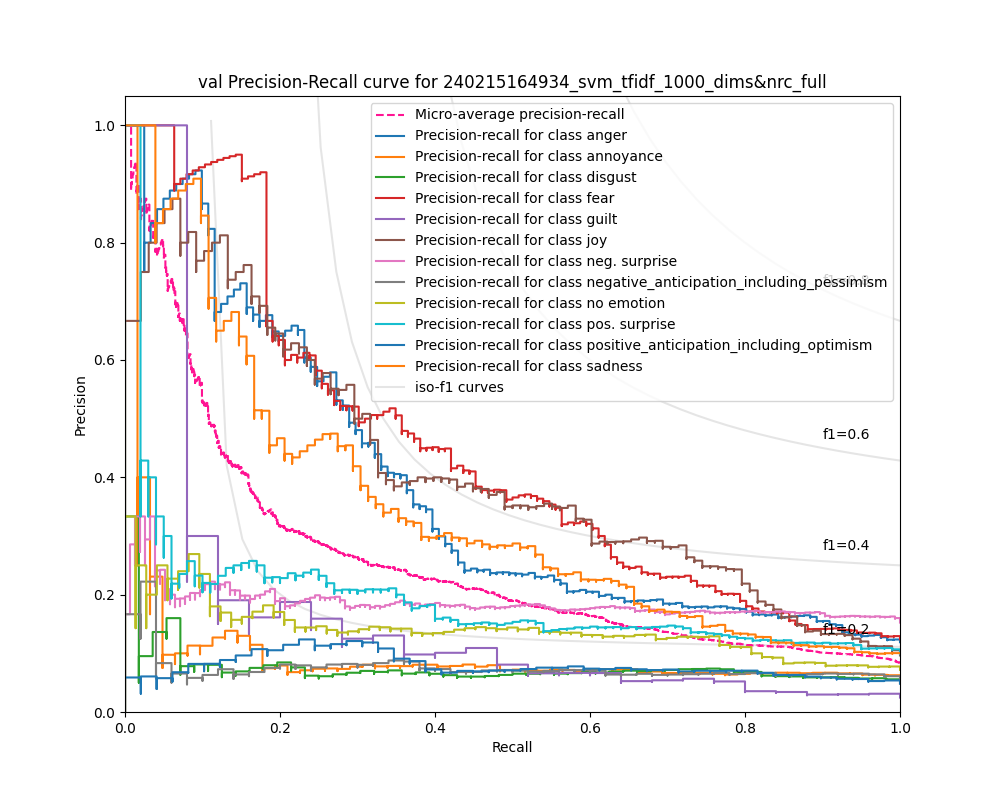 val Precision-Recall curve for 240215164934_svm_tfidf_1000_dims&nrc_full
Micro-average precision-recall
Precision-recall for class anger
Precision-recall for class annoyance
Precision-recall for class disgust
Precision-recall for class fear
Precision-recall for class guilt
Precision-recall for class joy
Precision-recall for class neg. surprise
Precision-recall for class negative_anticipation_including_pessimism
Precision-recall for class no emotion
Precision-recall for class pos. surprise
Precision-recall for class positive_anticipation_including_optimism
Precision-recall for class sadness
iso-f1 curves
f1=0.8
f1=0.6
f1=0.4
f1=0.2
1.0
0.8
0.6
0.4
0.2
0.0
Precision
0.0 0.2 0.4 0.6 0.8 1.0
Recall